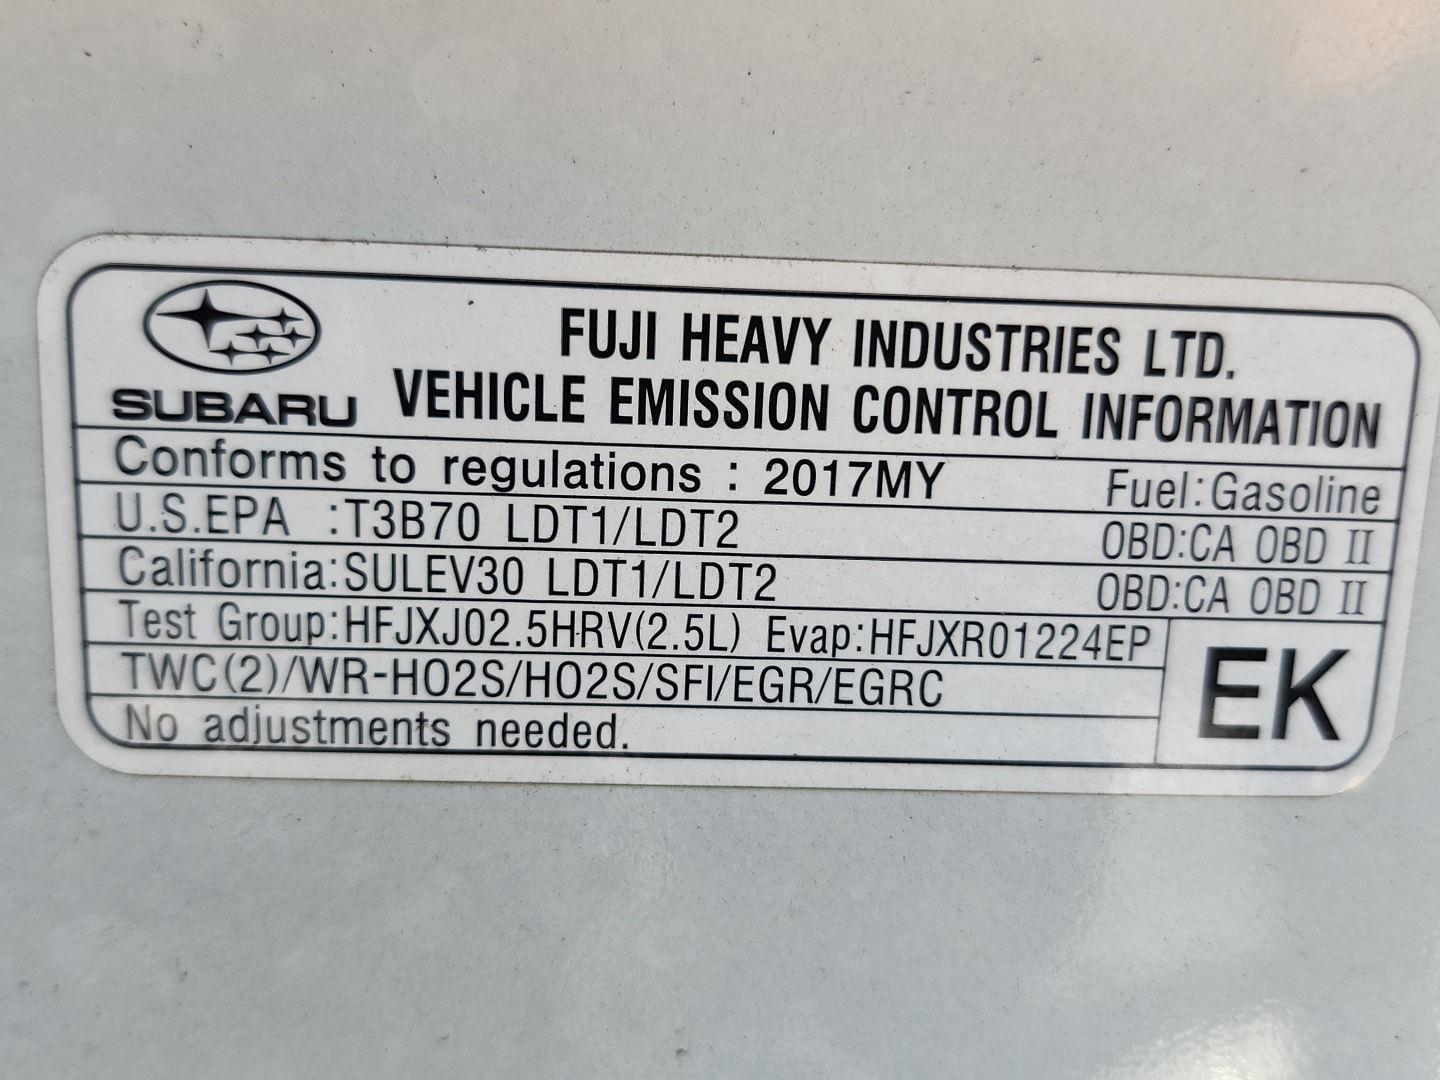 FUJI HEAVY INDUSTRIES LTD.
SUBARU VEHICLE EMISSION CONTROL INFORMATION
Conforms to regulations : 2017MY Fuel:Gasoline
U.S.EPA :T3B70 LDT1/LDT2 OBD:CA OBD II
California:SULEV30 LDT1/LDT2 OBD:CA OBD II
Test Group:HFJXJ02.5HRV(2.5L) Evap:HFJXR01224EP
TWC(2)/WR-HO2S/HO2S/SFI/EGR/EGRC EK
No adjustments needed.